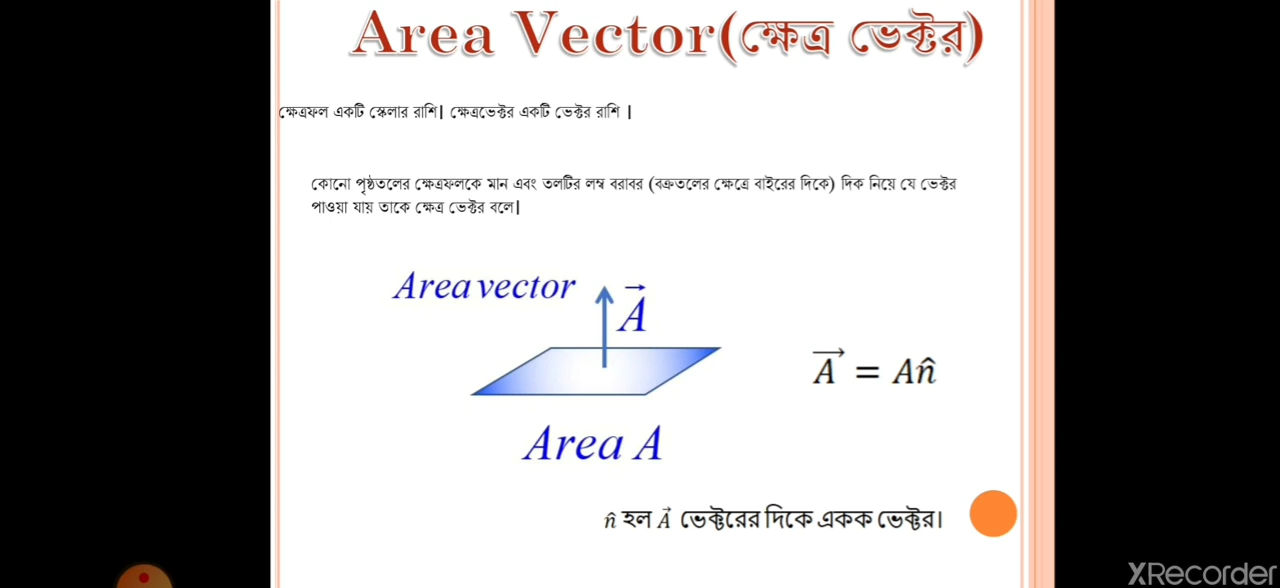 Area Vector(ক্ষেত্র ভেক্টর)
ক্ষেত্রফল একটি স্কেলার রাশি। ক্ষেত্রভেক্টর একটি ভেক্টর রাশি |
কোনো পৃষ্ঠতলের ক্ষেত্রফলকে মান এবং তলটির লম্ব বরাবর (বক্রতলের ক্ষেত্রে বাইরের দিকে) দিক নিয়ে যে ভেক্টর
পাওয়া যায় তাকে ক্ষেত্র ভেক্টর বলে|
Area vector
A⃗
A⃗ = An̂
Area A
n̂ হল A⃗ ভেক্টরের দিকে একক ভেক্টর।
XRecorder